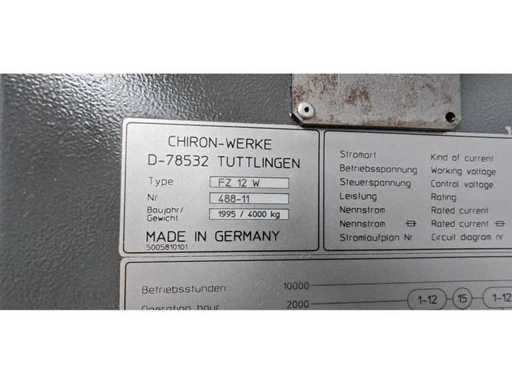 CHIRON-WERKE
D-78532 TUTTLINGEN
Type FZ 12 W
Nr 488-11
Baujahr/
Gewicht 1995 / 4000 kg
MADE IN GERMANY
5005810101
Stromart Kind of current
Betriebsspannung Working voltage
Steuerspannung Control voltage
Leistung Rating
Nennstrom Rated current
Nennstrom Rated current
Stromlaufplan Nr Circuit diagram nr
Betriebsstunden 10000
Operating hour 2000 1-12 15 1-12